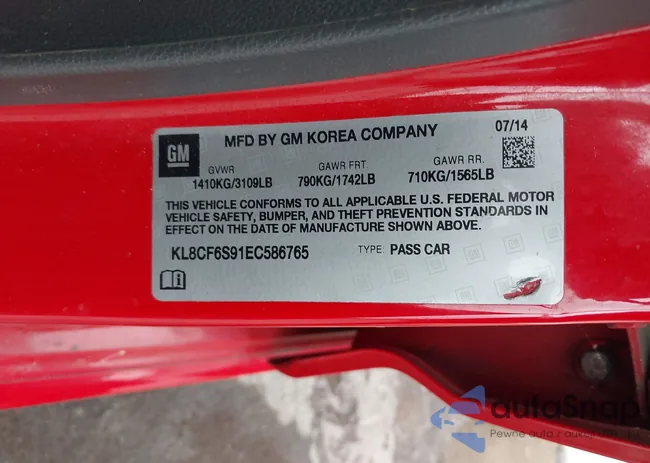 GM
MFD BY GM KOREA COMPANY
07/14
GVWR
GAWR FRT.
GAWR RR.
1410KG/3109LB
790KG/1742LB
710KG/1565LB
THIS VEHICLE CONFORMS TO ALL APPLICABLE U.S. FEDERAL MOTOR
VEHICLE SAFETY, BUMPER, AND THEFT PREVENTION STANDARDS IN
EFFECT ON THE DATE OF MANUFACTURE SHOWN ABOVE.
KL8CF6S91EC586765
TYPE: PASS CAR
autoSnap
Pewne auta z aukcji